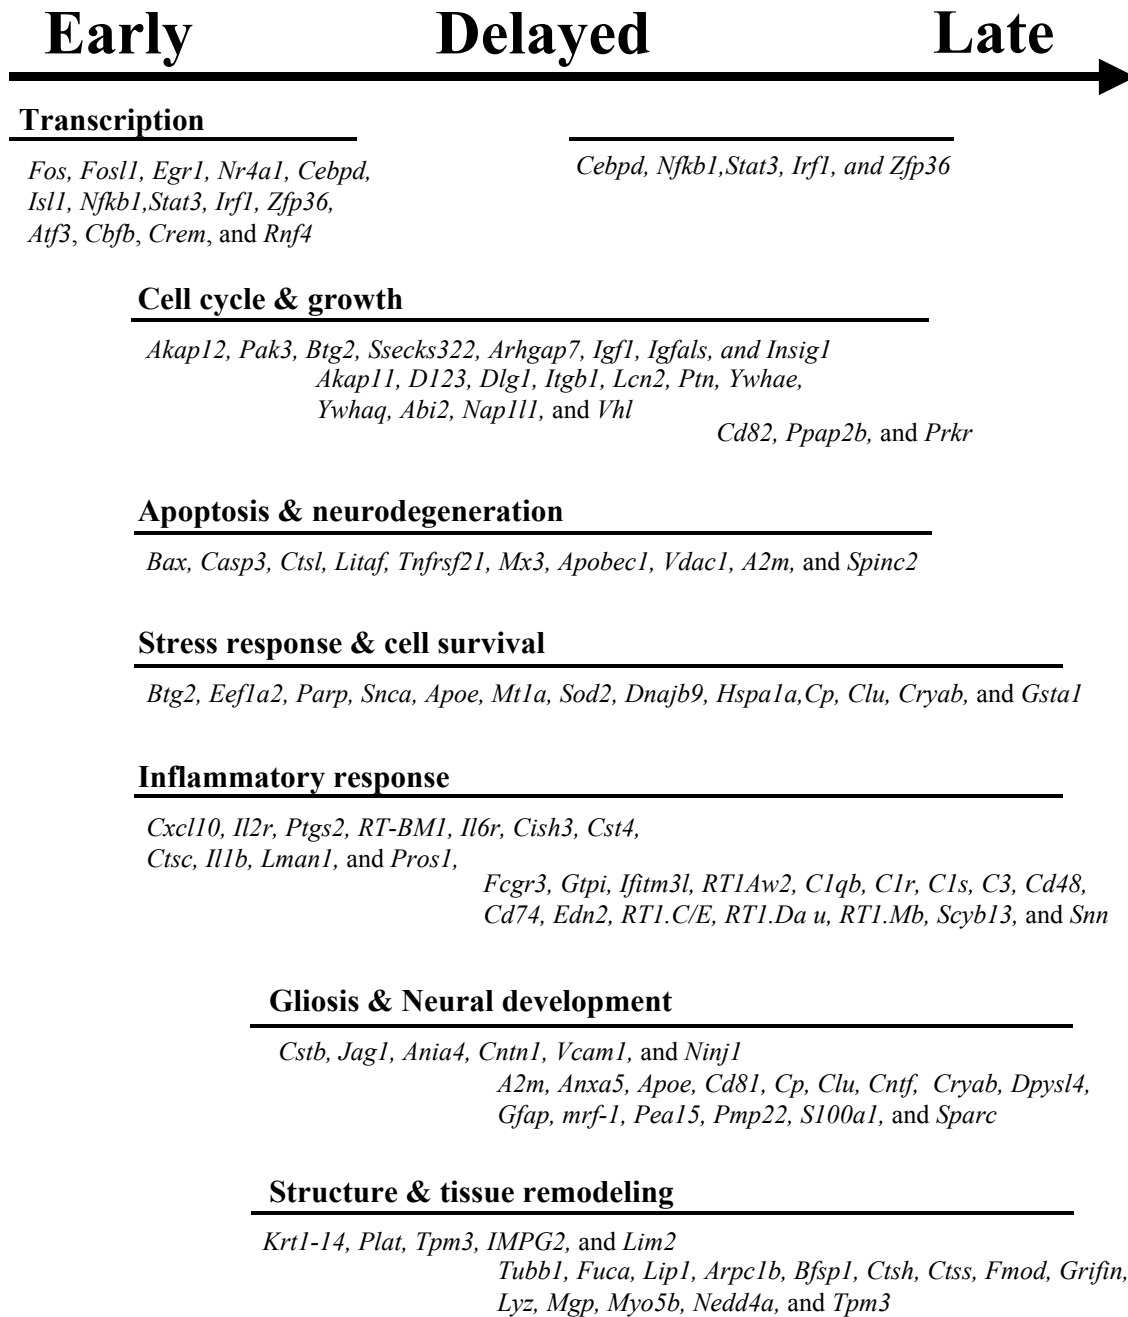 Early Delayed Late
Transcription
Fos, Fosl1, Egr1, Nr4a1, Cebpd,
Isl1, Nfkb1,Stat3, Irf1, Zfp36,
Atf3, Cbfb, Crem, and Rnf4
Cebpd, Nfkb1,Stat3, Irf1, and Zfp36
Cell cycle & growth
Akap12, Pak3, Btg2, Ssecks322, Arhgap7, Igf1, Igfals, and Insig1
Akap11, D123, Dlg1, Itgb1, Lcn2, Ptn, Ywhae,
Ywhaq, Abi2, Nap1l1, and Vhl
Cd82, Ppap2b, and Prkr
Apoptosis & neurodegeneration
Bax, Casp3, Ctsl, Litaf, Tnfrsf21, Mx3, Apobec1, Vdac1, A2m, and Spinc2
Stress response & cell survival
Btg2, Eef1a2, Parp, Snca, Apoe, Mt1a, Sod2, Dnajb9, Hspa1a,Cp, Clu, Cryab, and Gsta1
Inflammatory response
Cxcl10, Il2r, Ptgs2, RT-BM1, Il6r, Cish3, Cst4,
Ctsc, Il1b, Lman1, and Pros1,
Fcgr3, Gtpi, Ifitm3l, RT1Aw2, C1qb, C1r, C1s, C3, Cd48,
Cd74, Edn2, RT1.C/E, RT1.Da u, RT1.Mb, Scyb13, and Snn
Gliosis & Neural development
Cstb, Jag1, Ania4, Cntn1, Vcam1, and Ninj1
A2m, Anxa5, Apoe, Cd81, Cp, Clu, Cntf, Cryab, Dpysl4,
Gfap, mrf-1, Pea15, Pmp22, S100a1, and Sparc
Structure & tissue remodeling
Krt1-14, Plat, Tpm3, IMPG2, and Lim2
Tubb1, Fuca, Lip1, Arpc1b, Bfsp1, Ctsh, Ctss, Fmod, Grifin,
Lyz, Mgp, Myo5b, Nedd4a, and Tpm3